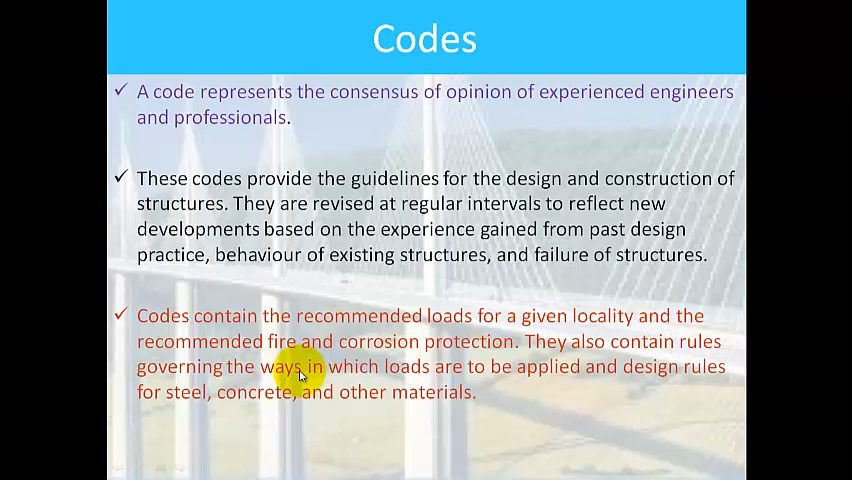 Codes
✓ A code represents the consensus of opinion of experienced engineers
and professionals.
✓ These codes provide the guidelines for the design and construction of
structures. They are revised at regular intervals to reflect new
developments based on the experience gained from past design
practice, behaviour of existing structures, and failure of structures.
✓ Codes contain the recommended loads for a given locality and the
recommended fire and corrosion protection. They also contain rules
governing the ways in which loads are to be applied and design rules
for steel, concrete, and other materials.